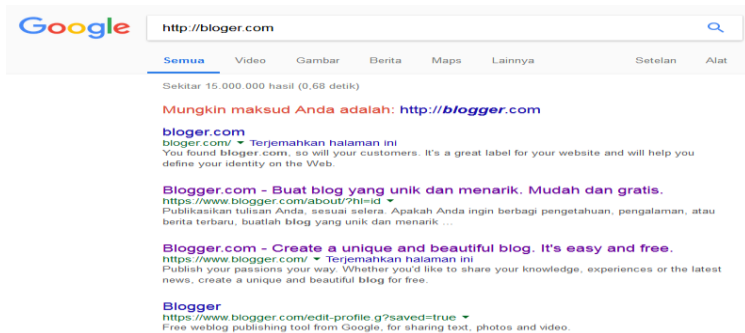 Google http://bloger.com
Semua Video Gambar Berita Maps Lainnya Setelan Alat
Sekitar 15.000.000 hasil (0,68 detik)
Mungkin maksud Anda adalah: http://blogger.com
bloger.com
bloger.com/ ▼ Terjemahkan halaman ini
You found bloger.com, so will your customers. It's a great label for your website and will help you
define your identity on the Web.
Blogger.com - Buat blog yang unik dan menarik. Mudah dan gratis.
https://www.blogger.com/about/?hl=id ▼
Publikasikan tulisan Anda, sesuai selera. Apakah Anda ingin berbagi pengetahuan, pengalaman, atau
berita terbaru, buatlah blog yang unik dan menarik ...
Blogger.com - Create a unique and beautiful blog. It's easy and free.
https://www.blogger.com/ ▼ Terjemahkan halaman ini
Publish your passions your way. Whether you'd like to share your knowledge, experiences or the latest
news, create a unique and beautiful blog for free.
Blogger
https://www.blogger.com/edit-profile.g?saved=true ▼
Free weblog publishing tool from Google, for sharing text, photos and video.